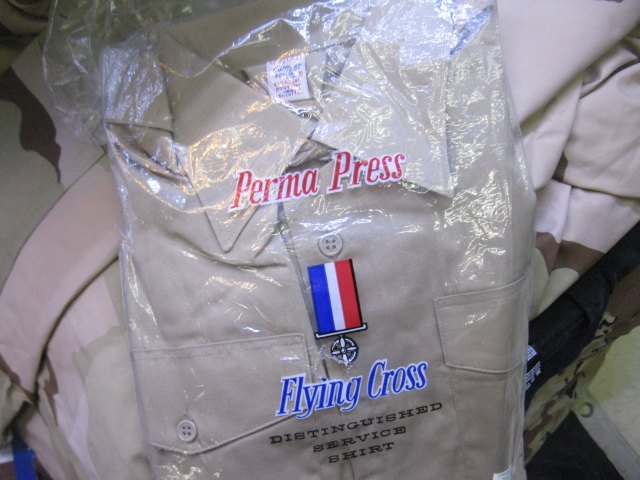 Perma Press
Flying Cross
DISTINGUISHED
SERVICE
SHIRT